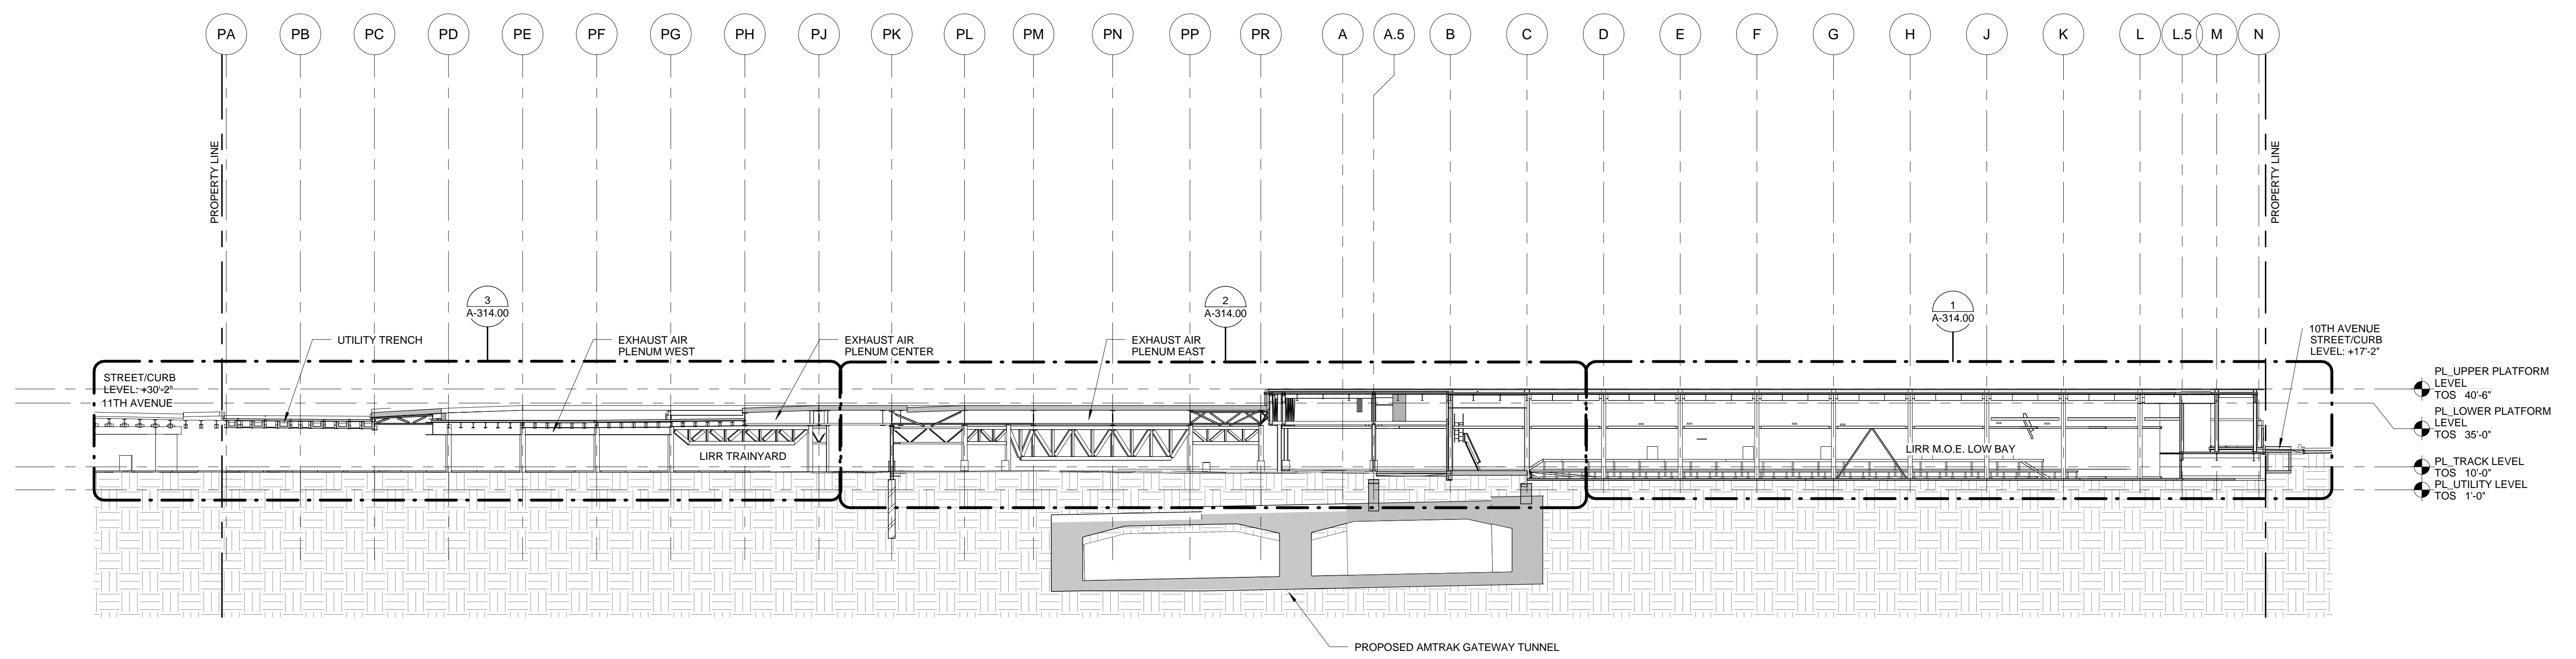 PA PB PC PD PE PF PG PH PJ PK PL PM PN PP PR A A.5 B C D E F G H J K L L.5 M N
PROPERTY LINE
PROPERTY LINE
3
A-314.00
2
A-314.00
1
A-314.00
UTILITY TRENCH
EXHAUST AIR
PLENUM WEST
EXHAUST AIR
PLENUM CENTER
EXHAUST AIR
PLENUM EAST
10TH AVENUE
STREET/CURB
LEVEL: +17'-2"
STREET/CURB
LEVEL: +30'-2"
11TH AVENUE
LIRR TRAINYARD
LIRR M.O.E. LOW BAY
PL_UPPER PLATFORM
LEVEL
TOS 40'-6"
PL_LOWER PLATFORM
LEVEL
TOS 35'-0"
PL_TRACK LEVEL
TOS 10'-0"
PL_UTILITY LEVEL
TOS 1'-0"
PROPOSED AMTRAK GATEWAY TUNNEL